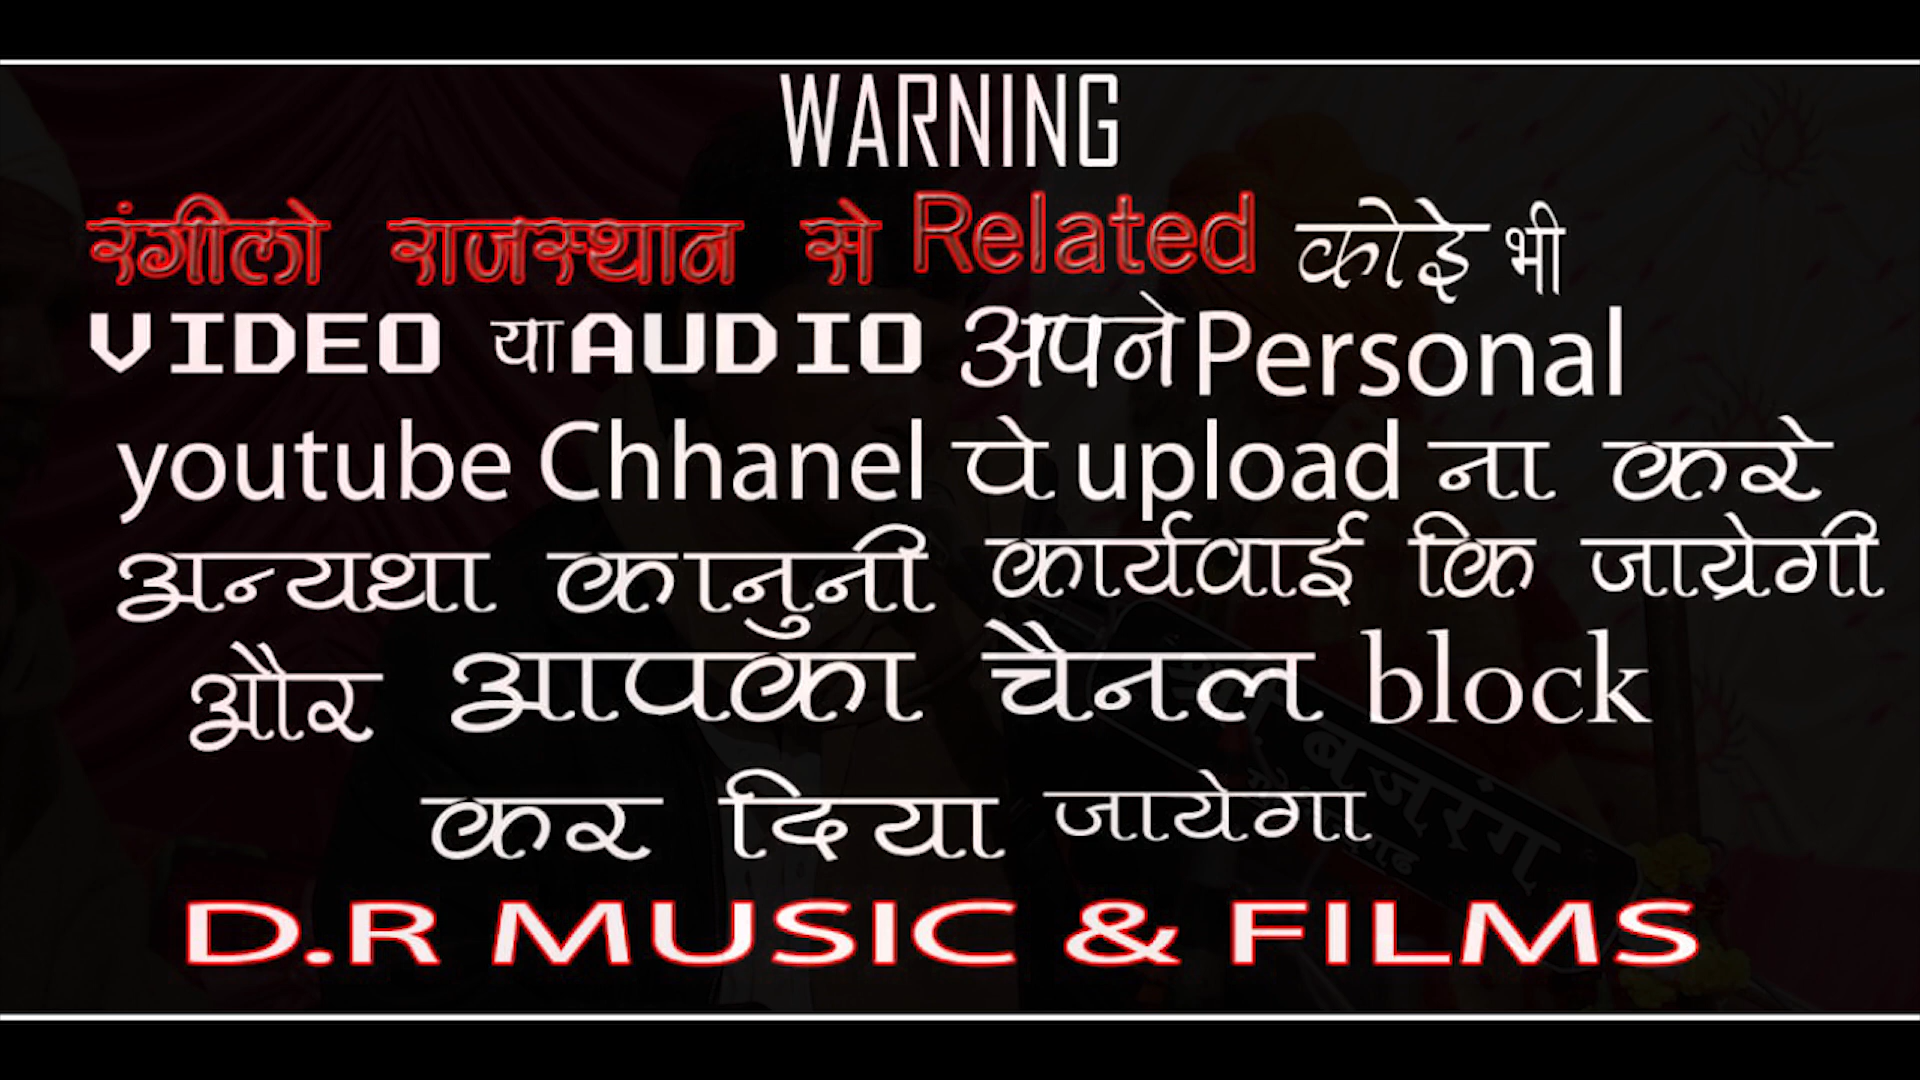 WARNING
रंगीलो राजस्थान से Related कोइे भी
VIDEO या AUDIO अपने Personal
youtube Chhanel पे upload ना करे
अन्यथा कानुनी कार्यवाई कि जाय्रेगी
और आपका चैनल block
कर दिया जायेगा
D.R MUSIC & FILMS
बजरंग